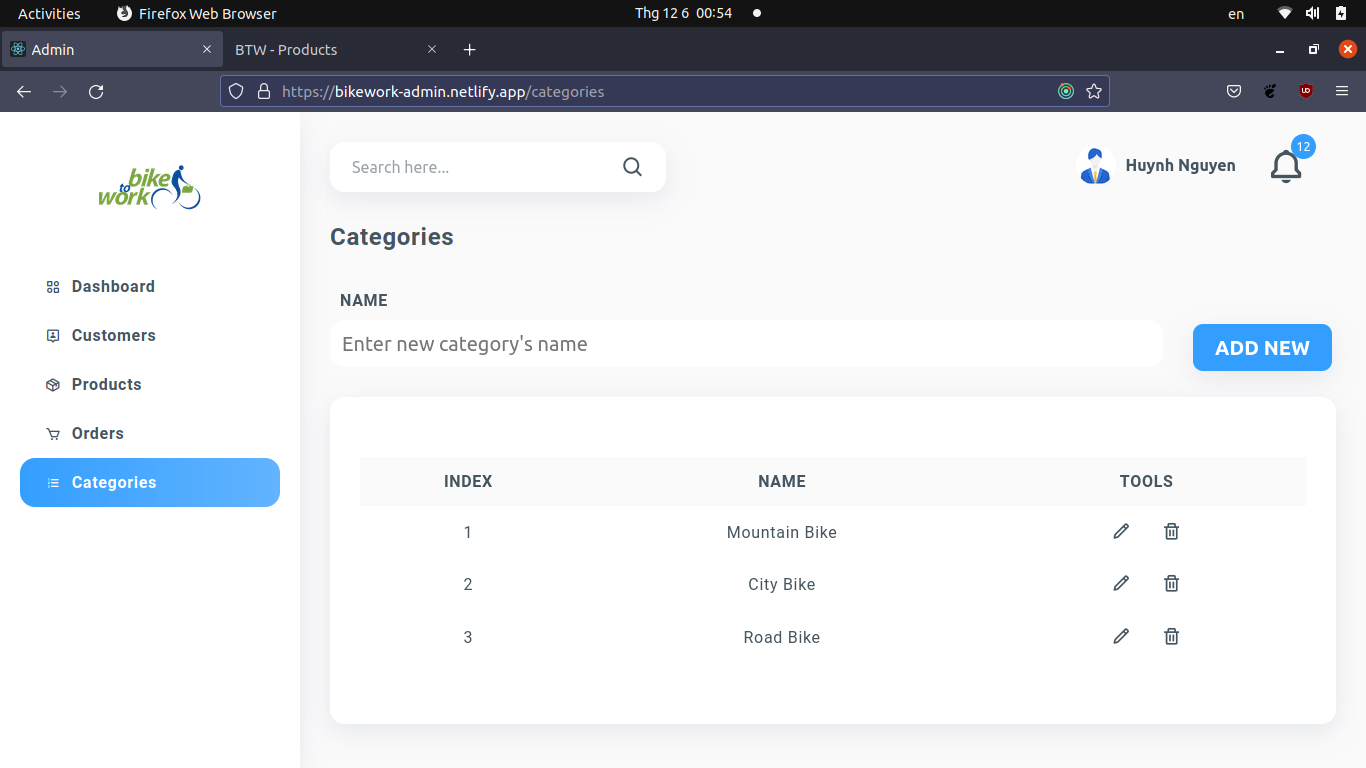 Activities Firefox Web Browser Thg 12 6 00:54 en
Admin BTW - Products
https://bikework-admin.netlify.app/categories UD
bike to work
Search here...
Huynh Nguyen 12
Categories
NAME
Enter new category's name
ADD NEW
Dashboard
Customers
Products
Orders
Categories
INDEX NAME TOOLS
1 Mountain Bike
2 City Bike
3 Road Bike